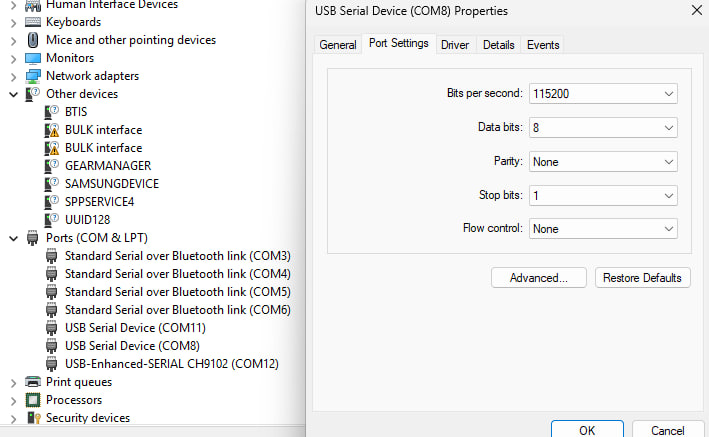 Human Interface Devices
Keyboards
Mice and other pointing devices
Monitors
Network adapters
Other devices
BTIS
BULK interface
BULK interface
GEARMANAGER
SAMSUNGDEVICE
SPPSERVICE4
UUID128
Ports (COM & LPT)
Standard Serial over Bluetooth link (COM3)
Standard Serial over Bluetooth link (COM4)
Standard Serial over Bluetooth link (COM5)
Standard Serial over Bluetooth link (COM6)
USB Serial Device (COM11)
USB Serial Device (COM8)
USB-Enhanced-SERIAL CH9102 (COM12)
Print queues
Processors
Security devices
USB Serial Device (COM8) Properties
General Port Settings Driver Details Events
Bits per second: 115200
Data bits: 8
Parity: None
Stop bits: 1
Flow control: None
Advanced... Restore Defaults
OK Cancel